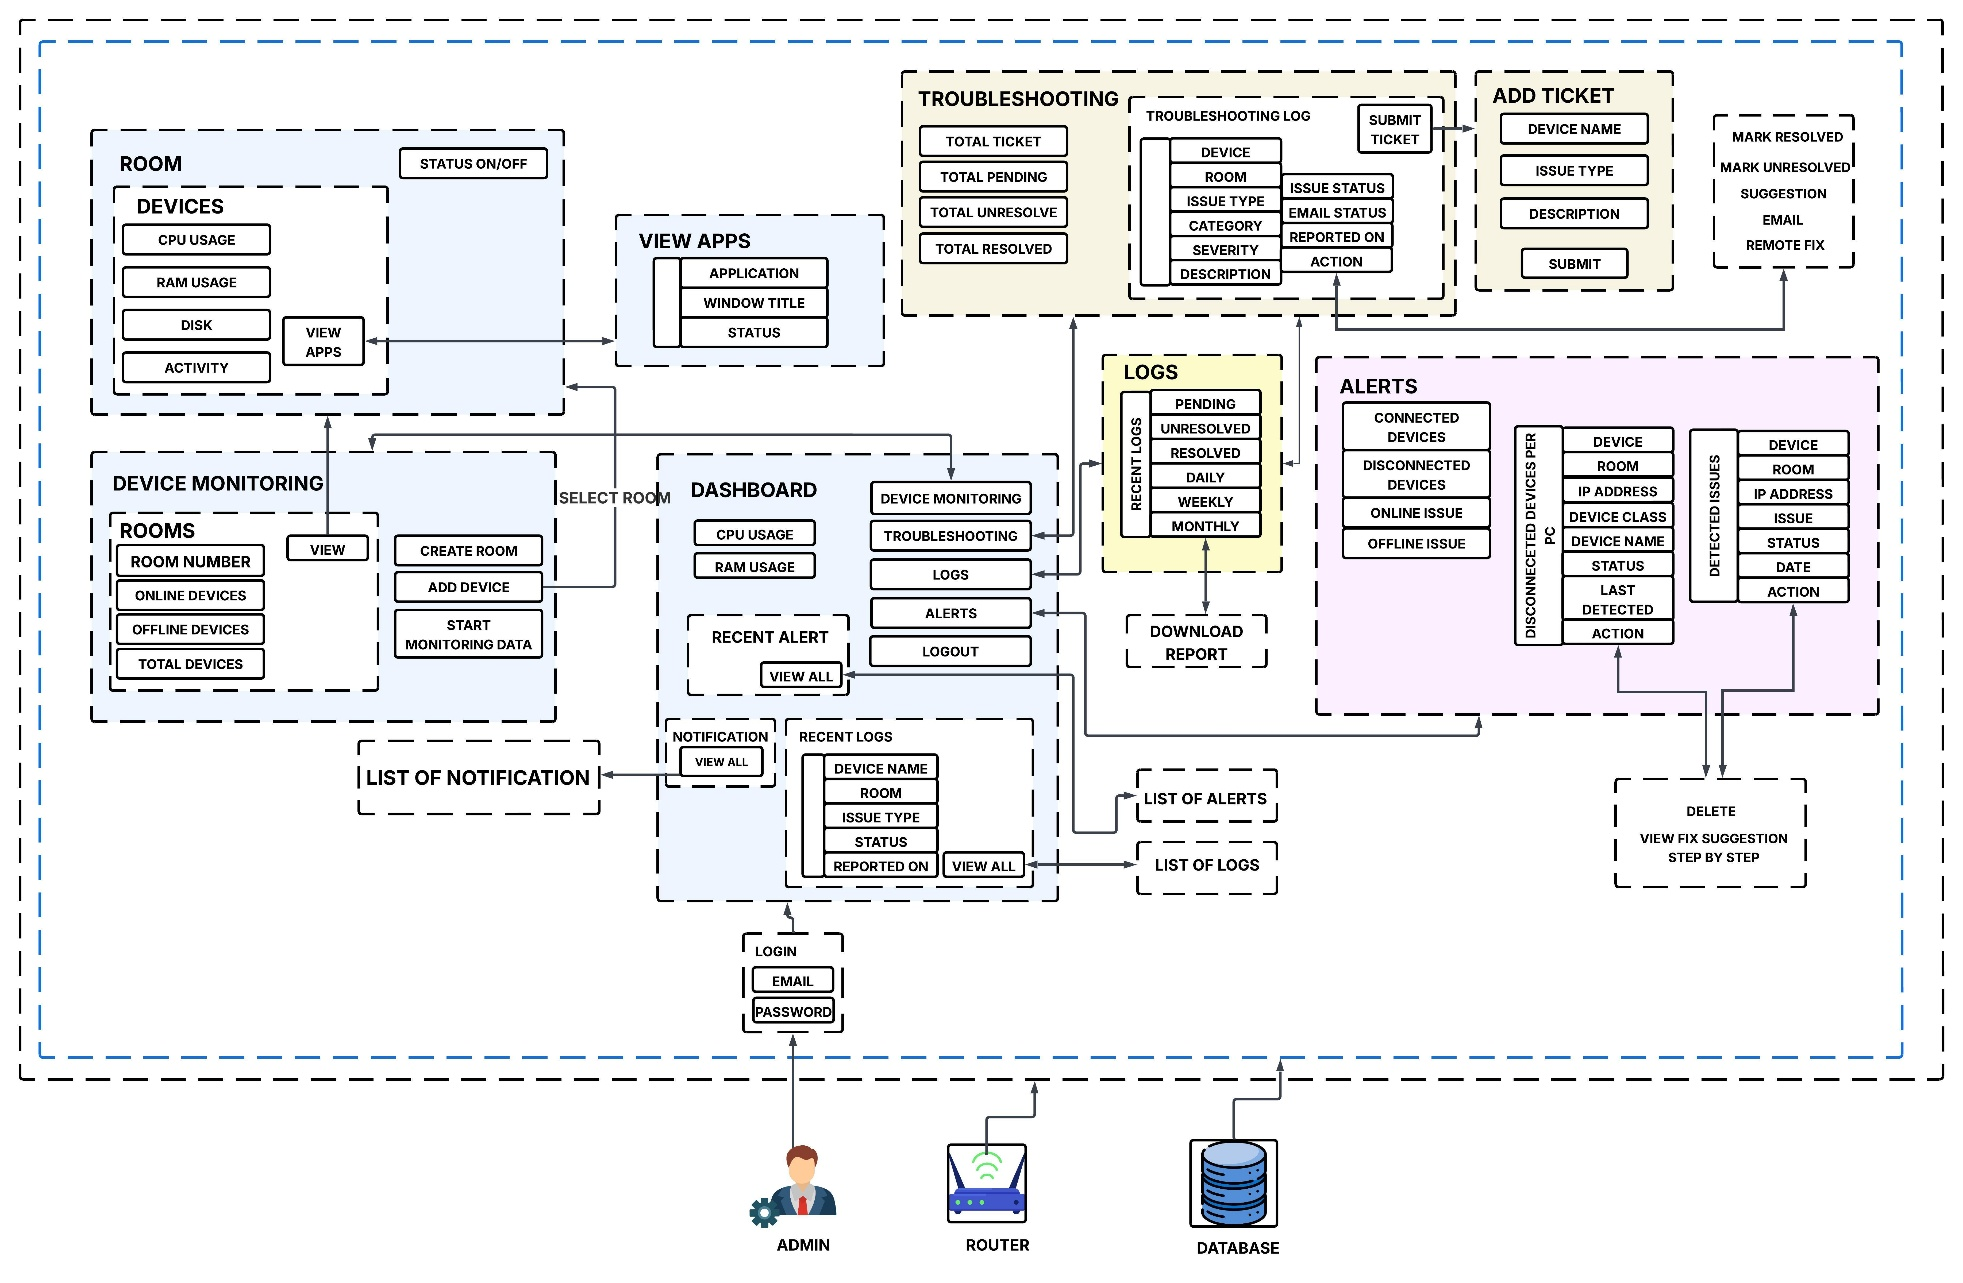 ROOM
STATUS ON/OFF
DEVICES
CPU USAGE
RAM USAGE
DISK
ACTIVITY
VIEW
APPS
VIEW APPS
APPLICATION
WINDOW TITLE
STATUS
TROUBLESHOOTING
TOTAL TICKET
TOTAL PENDING
TOTAL UNRESOLVE
TOTAL RESOLVED
TROUBLESHOOTING LOG
SUBMIT
TICKET
DEVICE
ROOM
ISSUE TYPE
CATEGORY
SEVERITY
DESCRIPTION
ISSUE STATUS
EMAIL STATUS
REPORTED ON
ACTION
ADD TICKET
DEVICE NAME
ISSUE TYPE
DESCRIPTION
SUBMIT
MARK RESOLVED
MARK UNRESOLVED
SUGGESTION
EMAIL
REMOTE FIX
DEVICE MONITORING
ROOMS
ROOM NUMBER
ONLINE DEVICES
OFFLINE DEVICES
TOTAL DEVICES
VIEW
CREATE ROOM
ADD DEVICE
START
MONITORING DATA
SELECT ROOM
DASHBOARD
CPU USAGE
RAM USAGE
DEVICE MONITORING
TROUBLESHOOTING
LOGS
ALERTS
LOGOUT
RECENT ALERT
VIEW ALL
NOTIFICATION
VIEW ALL
RECENT LOGS
DEVICE NAME
ROOM
ISSUE TYPE
STATUS
REPORTED ON
VIEW ALL
LIST OF NOTIFICATION
LOGS
RECENT LOGS
PENDING
UNRESOLVED
RESOLVED
DAILY
WEEKLY
MONTHLY
DOWNLOAD
REPORT
ALERTS
CONNECTED
DEVICES
DISCONNECTED
DEVICES
ONLINE ISSUE
OFFLINE ISSUE
DISCONNECETED DEVICES PER
PC
DEVICE
ROOM
IP ADDRESS
DEVICE CLASS
DEVICE NAME
STATUS
LAST
DETECTED
ACTION
DETECTED ISSUES
DEVICE
ROOM
IP ADDRESS
ISSUE
STATUS
DATE
ACTION
LIST OF ALERTS
LIST OF LOGS
DELETE
VIEW FIX SUGGESTION
STEP BY STEP
LOGIN
EMAIL
PASSWORD
ADMIN
ROUTER
DATABASE